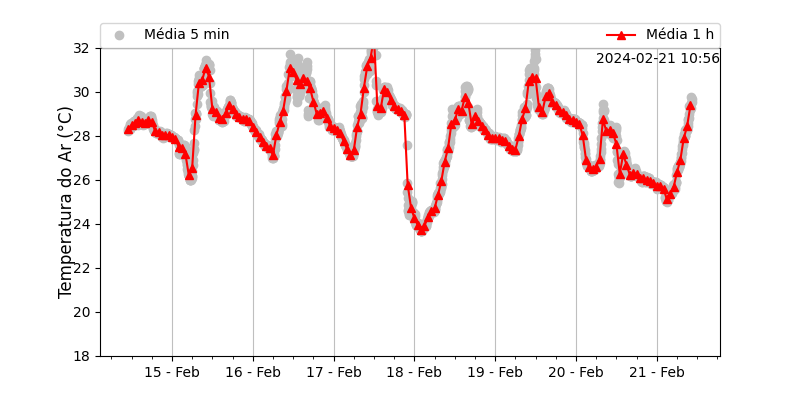 Média 5 min
Média 1 h
2024-02-21 10:56
Temperatura do Ar (°C)
32
30
28
26
24
22
20
18
15 - Feb
16 - Feb
17 - Feb
18 - Feb
19 - Feb
20 - Feb
21 - Feb